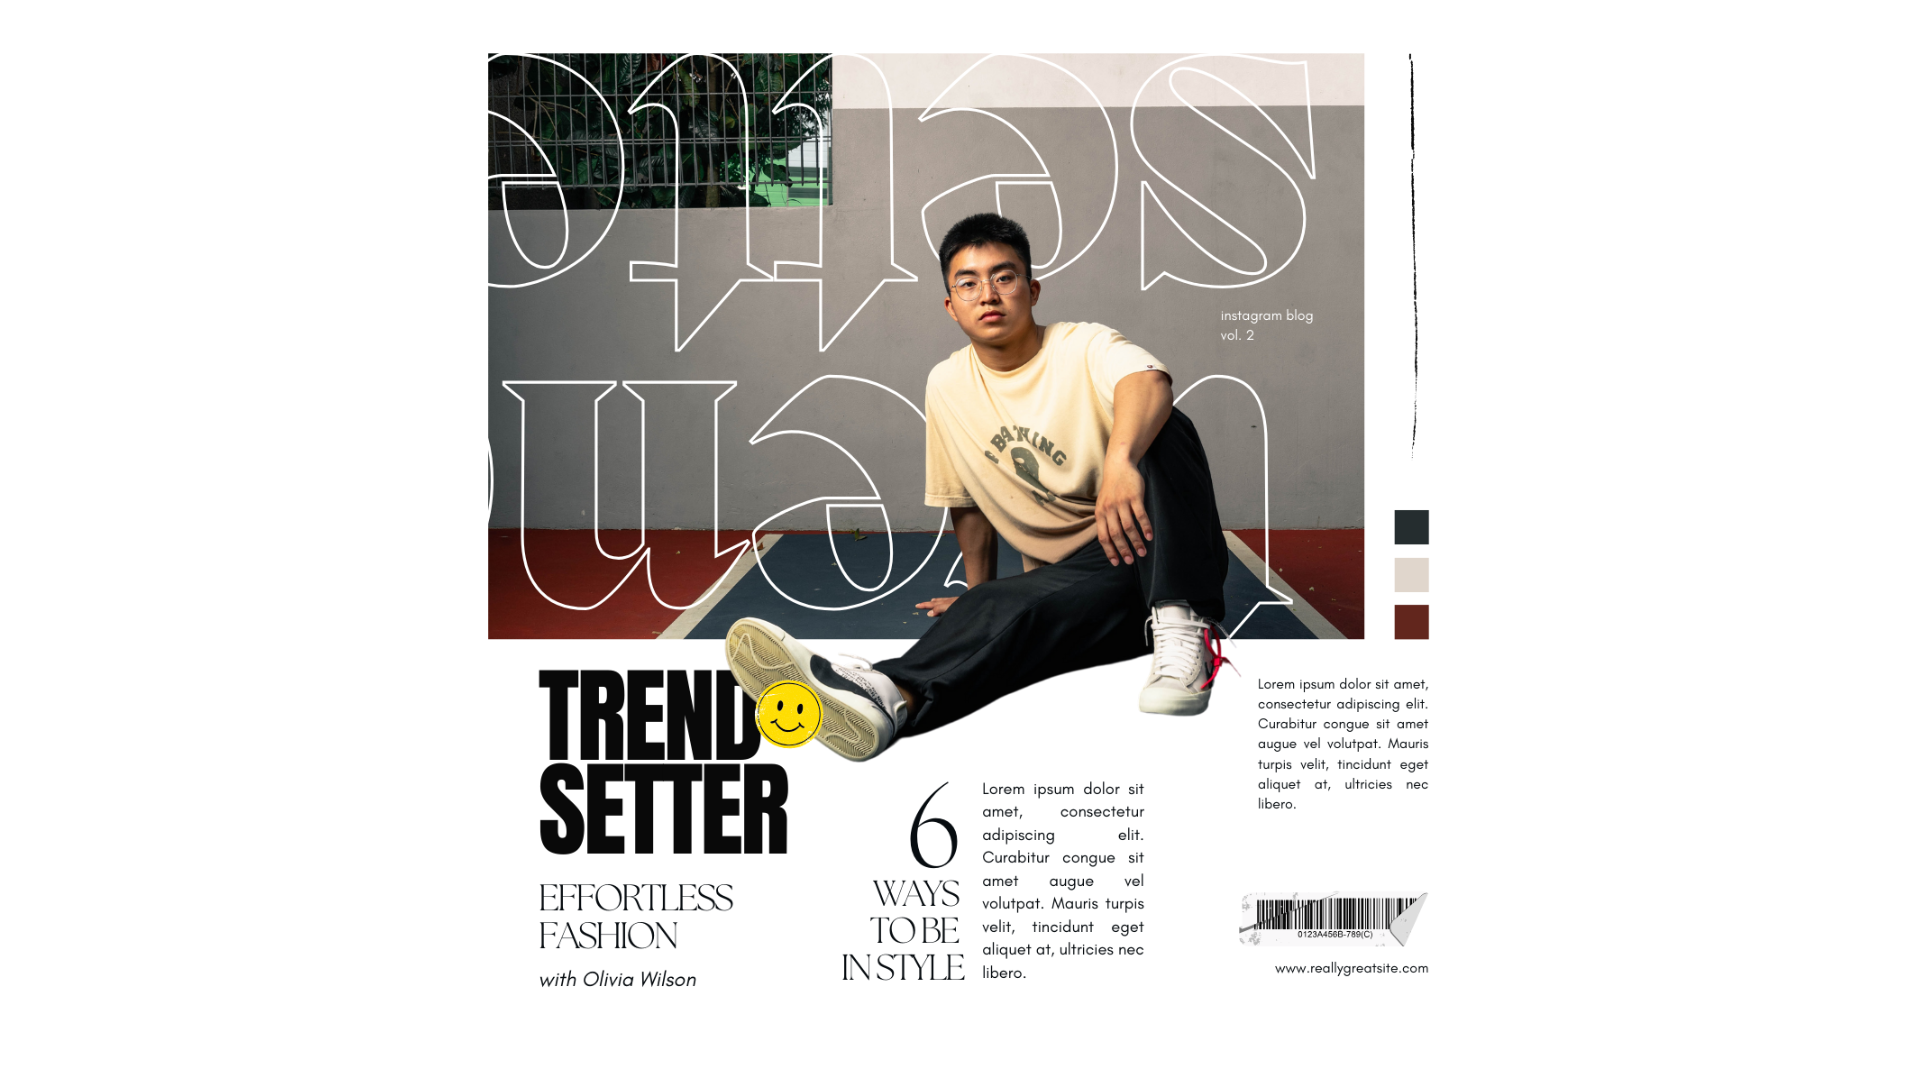 tren
sette
instagram blog
vol. 2
BATHING
TREND
SETTER
EFFORTLESS
FASHION
with Olivia Wilson
6
WAYS
TO BE
IN STYLE
Lorem ipsum dolor sit
amet, consectetur
adipiscing elit.
Curabitur congue sit
amet augue vel
volutpat. Mauris turpis
velit, tincidunt eget
aliquet at, ultricies nec
libero.
Lorem ipsum dolor sit amet,
consectetur adipiscing elit.
Curabitur congue sit amet
augue vel volutpat. Mauris
turpis velit, tincidunt eget
aliquet at, ultricies nec
libero.
0123A456B-789(C)
www.reallygreatsite.com